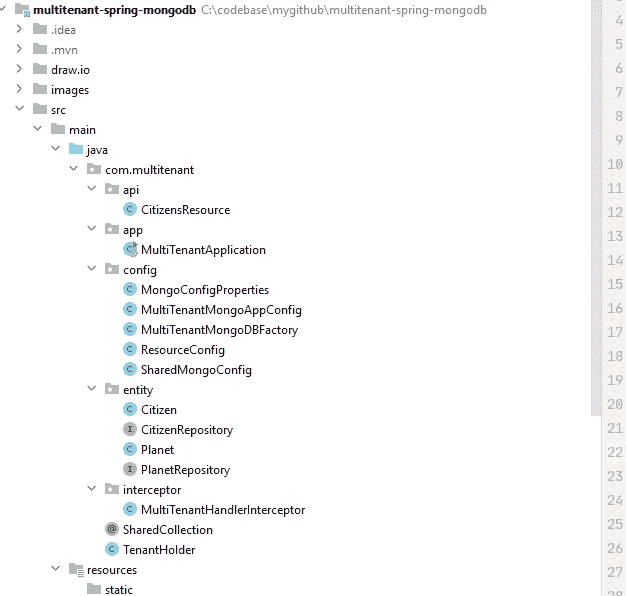 multitenant-spring-mongodb C:\codebase\mygithub\multitenant-spring-mongodb
.idea
.mvn
draw.io
images
src
main
java
com.multitenant
api
CitizensResource
app
MultiTenantApplication
config
MongoConfigProperties
MultiTenantMongoAppConfig
MultiTenantMongoDBFactory
ResourceConfig
SharedMongoConfig
entity
Citizen
CitizenRepository
Planet
PlanetRepository
interceptor
MultiTenantHandlerInterceptor
SharedCollection
TenantHolder
resources
static
4
5
6
7
8
9
10
11
12
13
14
15
16
17
18
19
20
21
22
23
24
25
26
27